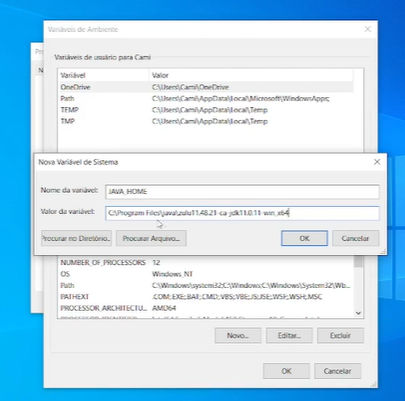 Variáveis de Ambiente
Variáveis de usuário para Cami
Variável Valor
OneDrive C:\Users\Cami\OneDrive
Path C:\Users\Cami\AppData\Local\Microsoft\WindowsApps;
TEMP C:\Users\Cami\AppData\Local\Temp
TMP C:\Users\Cami\AppData\Local\Temp
Nova Variável de Sistema
Nome da variável: JAVA_HOME
Valor da variável: C:\Program Files\java\zulu11.48.21-ca-jdk11.0.11-win_x64
Procurar no Diretório... Procurar Arquivo... OK Cancelar
NUMBER_OF_PROCESSORS 12
OS Windows_NT
Path C:\Windows\system32;C:\Windows;C:\Windows\System32\Wb...
PATHEXT .COM;.EXE;.BAT;.CMD;.VBS;.VBE;.JS;.JSE;.WSF;.WSH;.MSC
PROCESSOR_ARCHITECTU... AMD64
Novo... Editar... Excluir
OK Cancelar